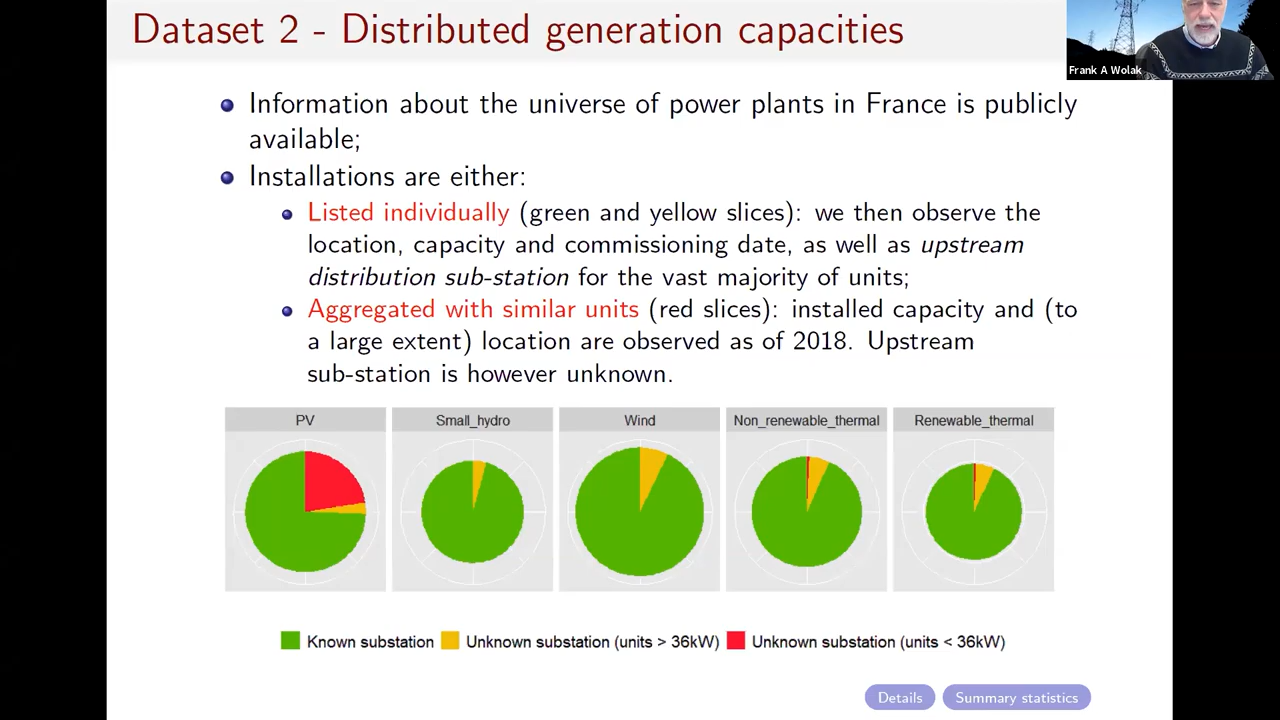 Dataset 2 - Distributed generation capacities
Frank A Wolak
Information about the universe of power plants in France is publicly
available;
Installations are either:
Listed individually (green and yellow slices): we then observe the
location, capacity and commissioning date, as well as upstream
distribution sub-station for the vast majority of units;
Aggregated with similar units (red slices): installed capacity and (to
a large extent) location are observed as of 2018. Upstream
sub-station is however unknown.
PV
Small_hydro
Wind
Non_renewable_thermal
Renewable_thermal
Known substation
Unknown substation (units > 36kW)
Unknown substation (units < 36kW)
Details
Summary statistics